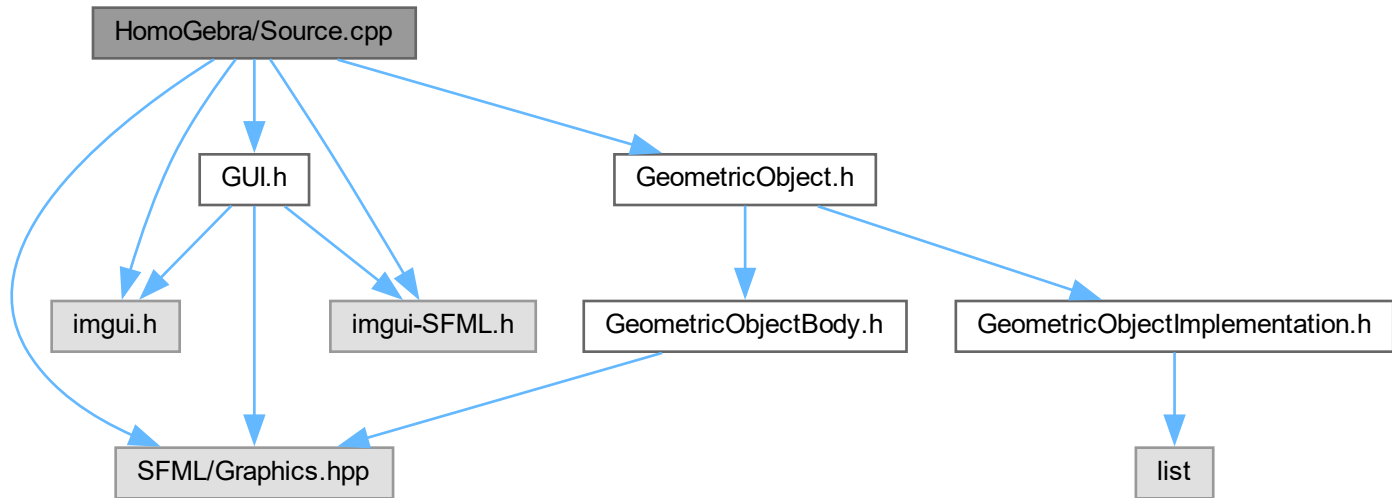 HomoGebra/Source.cpp
GUI.h
GeometricObject.h
imgui.h
imgui-SFML.h
GeometricObjectBody.h
GeometricObjectImplementation.h
SFML/Graphics.hpp
list